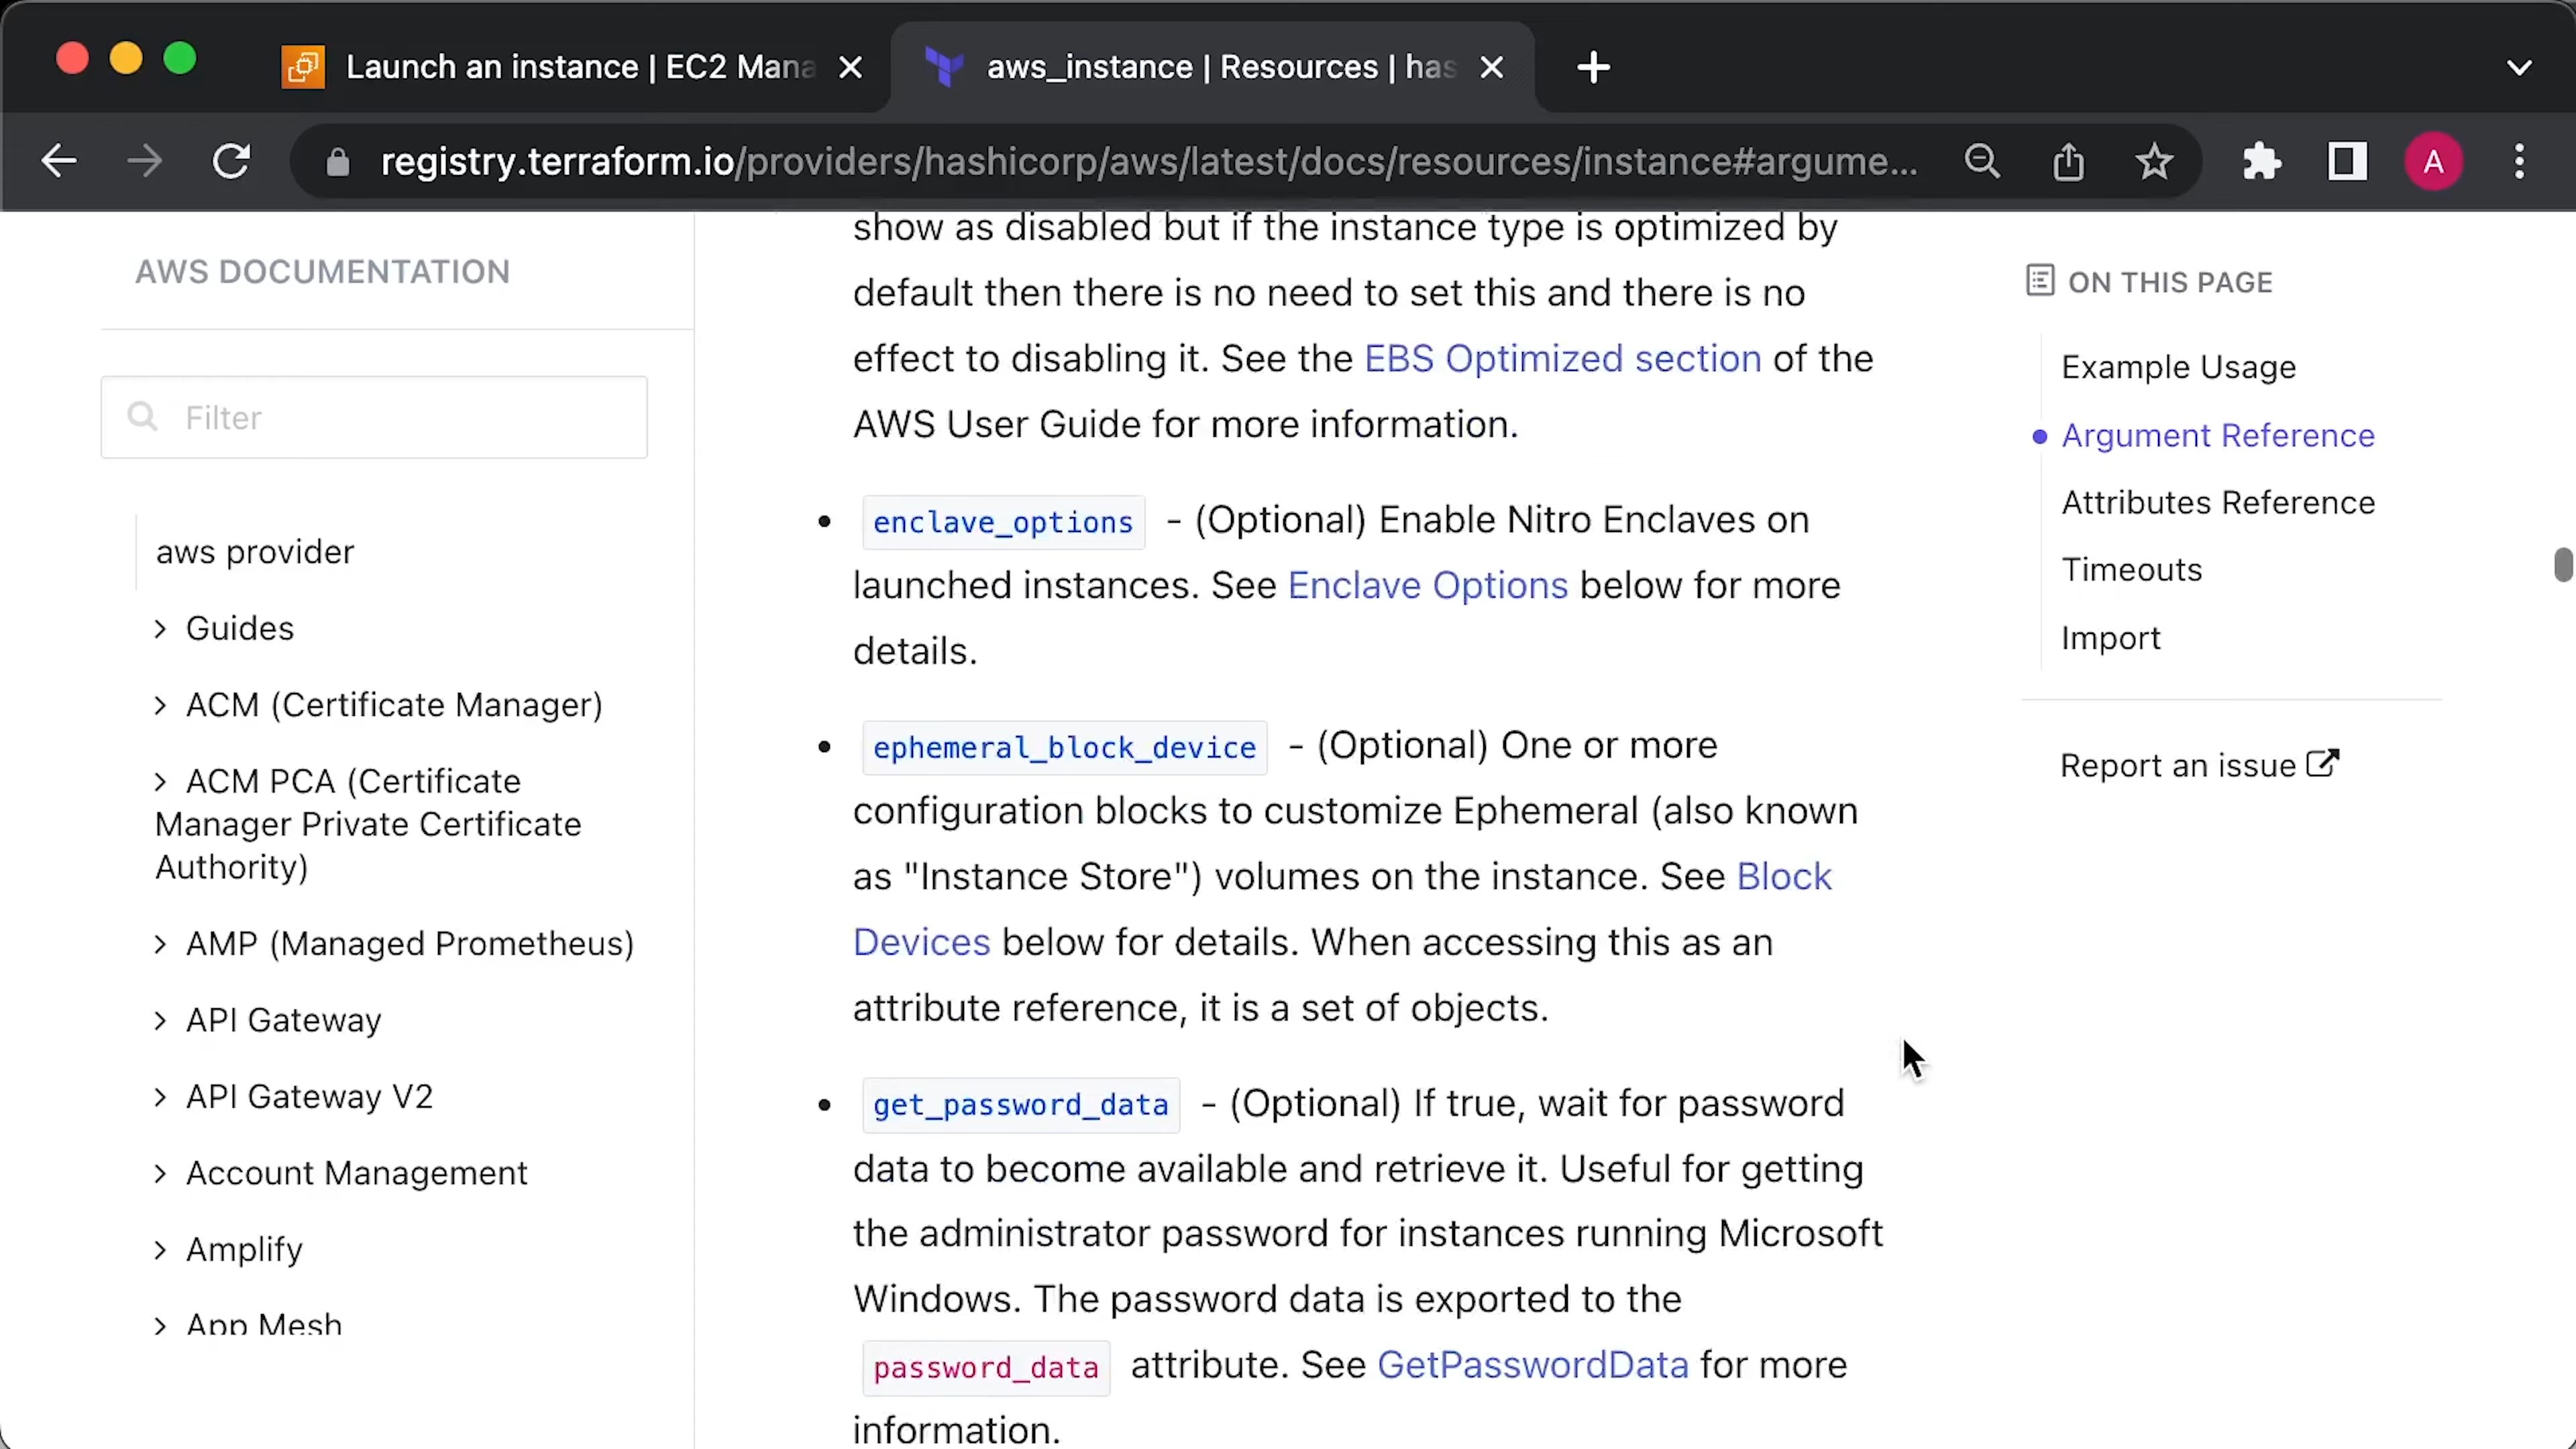 Launch an instance | EC2 Mana
aws_instance | Resources | has
registry.terraform.io/providers/hashicorp/aws/latest/docs/resources/instance#argume...
A
AWS DOCUMENTATION
Filter
aws provider
Guides
ACM (Certificate Manager)
ACM PCA (Certificate
Manager Private Certificate
Authority)
AMP (Managed Prometheus)
API Gateway
API Gateway V2
Account Management
Amplify
App Mesh
show as disabled but if the instance type is optimized by
default then there is no need to set this and there is no
effect to disabling it. See the EBS Optimized section of the
AWS User Guide for more information.
• enclave_options - (Optional) Enable Nitro Enclaves on
launched instances. See Enclave Options below for more
details.
• ephemeral_block_device - (Optional) One or more
configuration blocks to customize Ephemeral (also known
as "Instance Store") volumes on the instance. See Block
Devices below for details. When accessing this as an
attribute reference, it is a set of objects.
• get_password_data - (Optional) If true, wait for password
data to become available and retrieve it. Useful for getting
the administrator password for instances running Microsoft
Windows. The password data is exported to the
password_data attribute. See GetPasswordData for more
information.
ON THIS PAGE
Example Usage
Argument Reference
Attributes Reference
Timeouts
Import
Report an issue